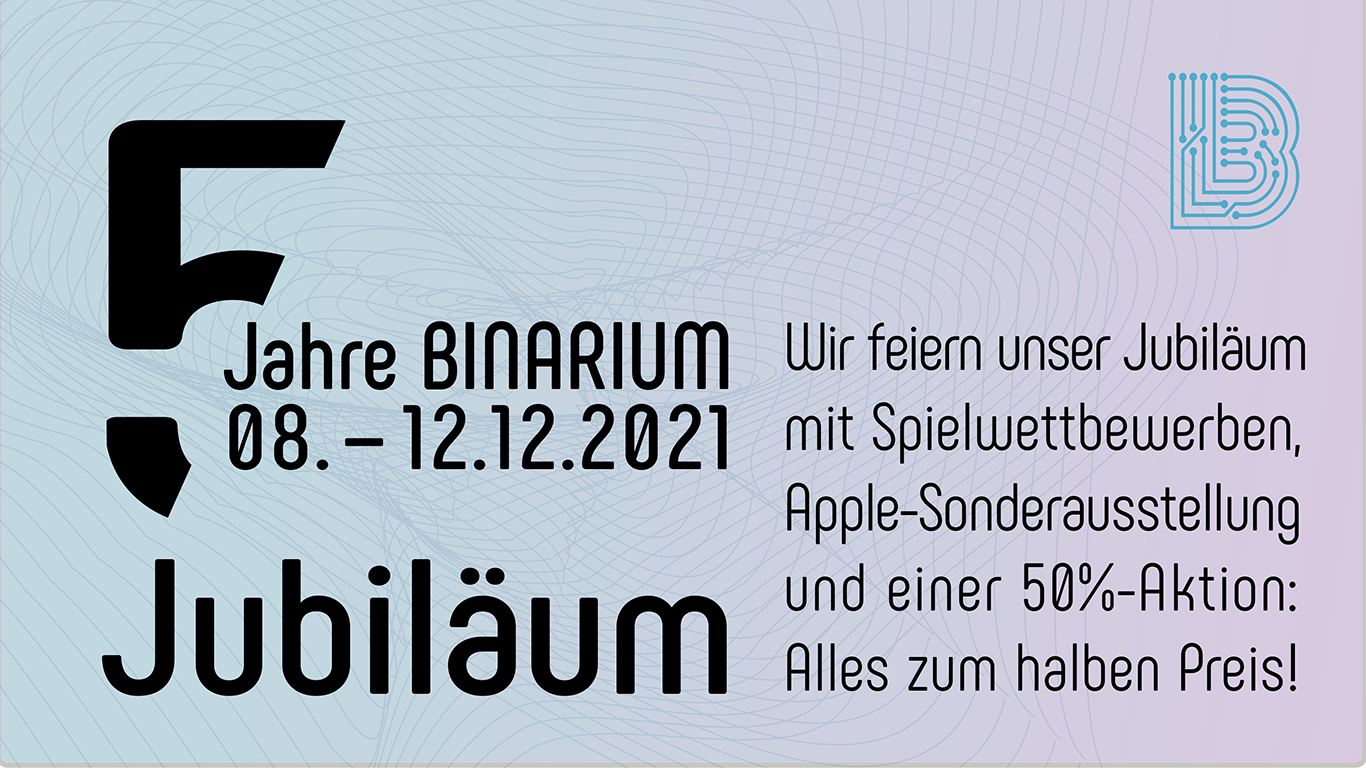 5
Jahre BINARIUM
08. – 12.12.2021
Jubiläum
B
Wir feiern unser Jubiläum
mit Spielwettbewerben,
Apple-Sonderausstellung
und einer 50%-Aktion:
Alles zum halben Preis!